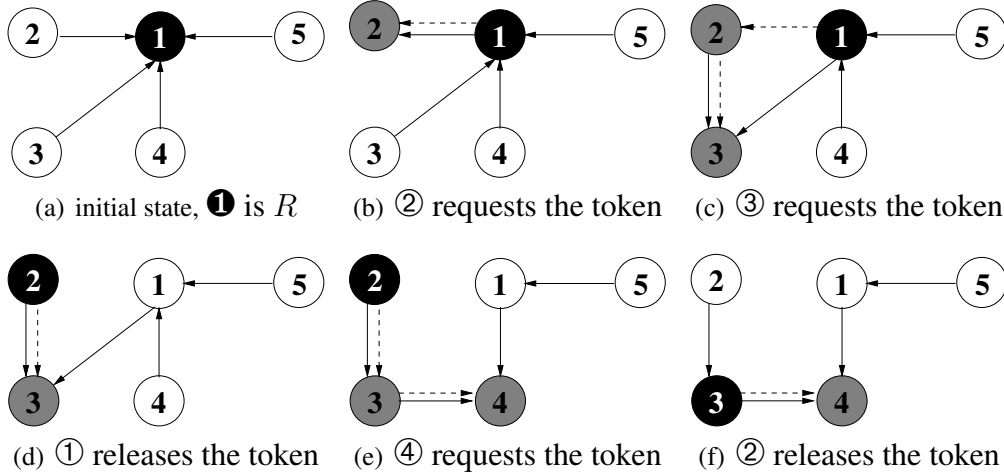 2 1 5 2 1 5 2 1 5
3 4 3 4 3 4
(a) initial state, ❶ is R (b) ② requests the token (c) ③ requests the token
2 1 5 2 1 5 2 1 5
3 4 3 4 3 4
(d) ① releases the token (e) ④ requests the token (f) ② releases the token